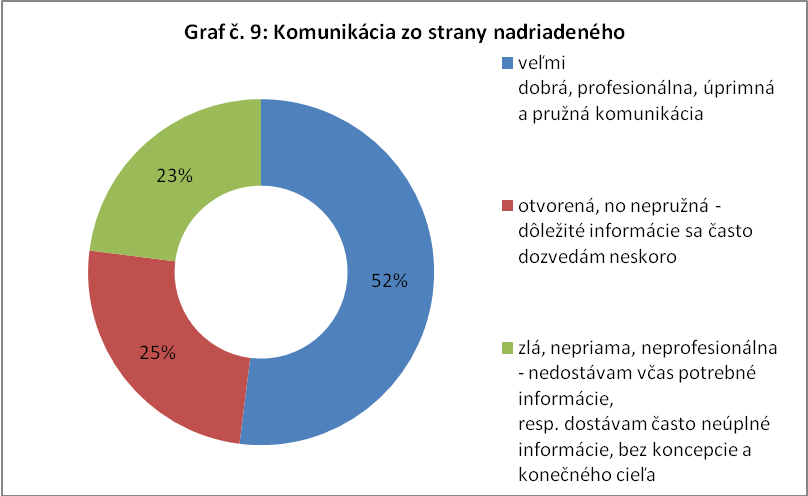 Graf č. 9: Komunikácia zo strany nadriadeného
veľmi
dobrá, profesionálna, úprimná
a pružná komunikácia
otvorená, no nepružná -
dôležité informácie sa často
dozvedám neskoro
zlá, nepriama, neprofesionálna
- nedostávam včas potrebné
informácie,
resp. dostávam často neúplné
informácie, bez koncepcie a
konečného cieľa
23%
52%
25%